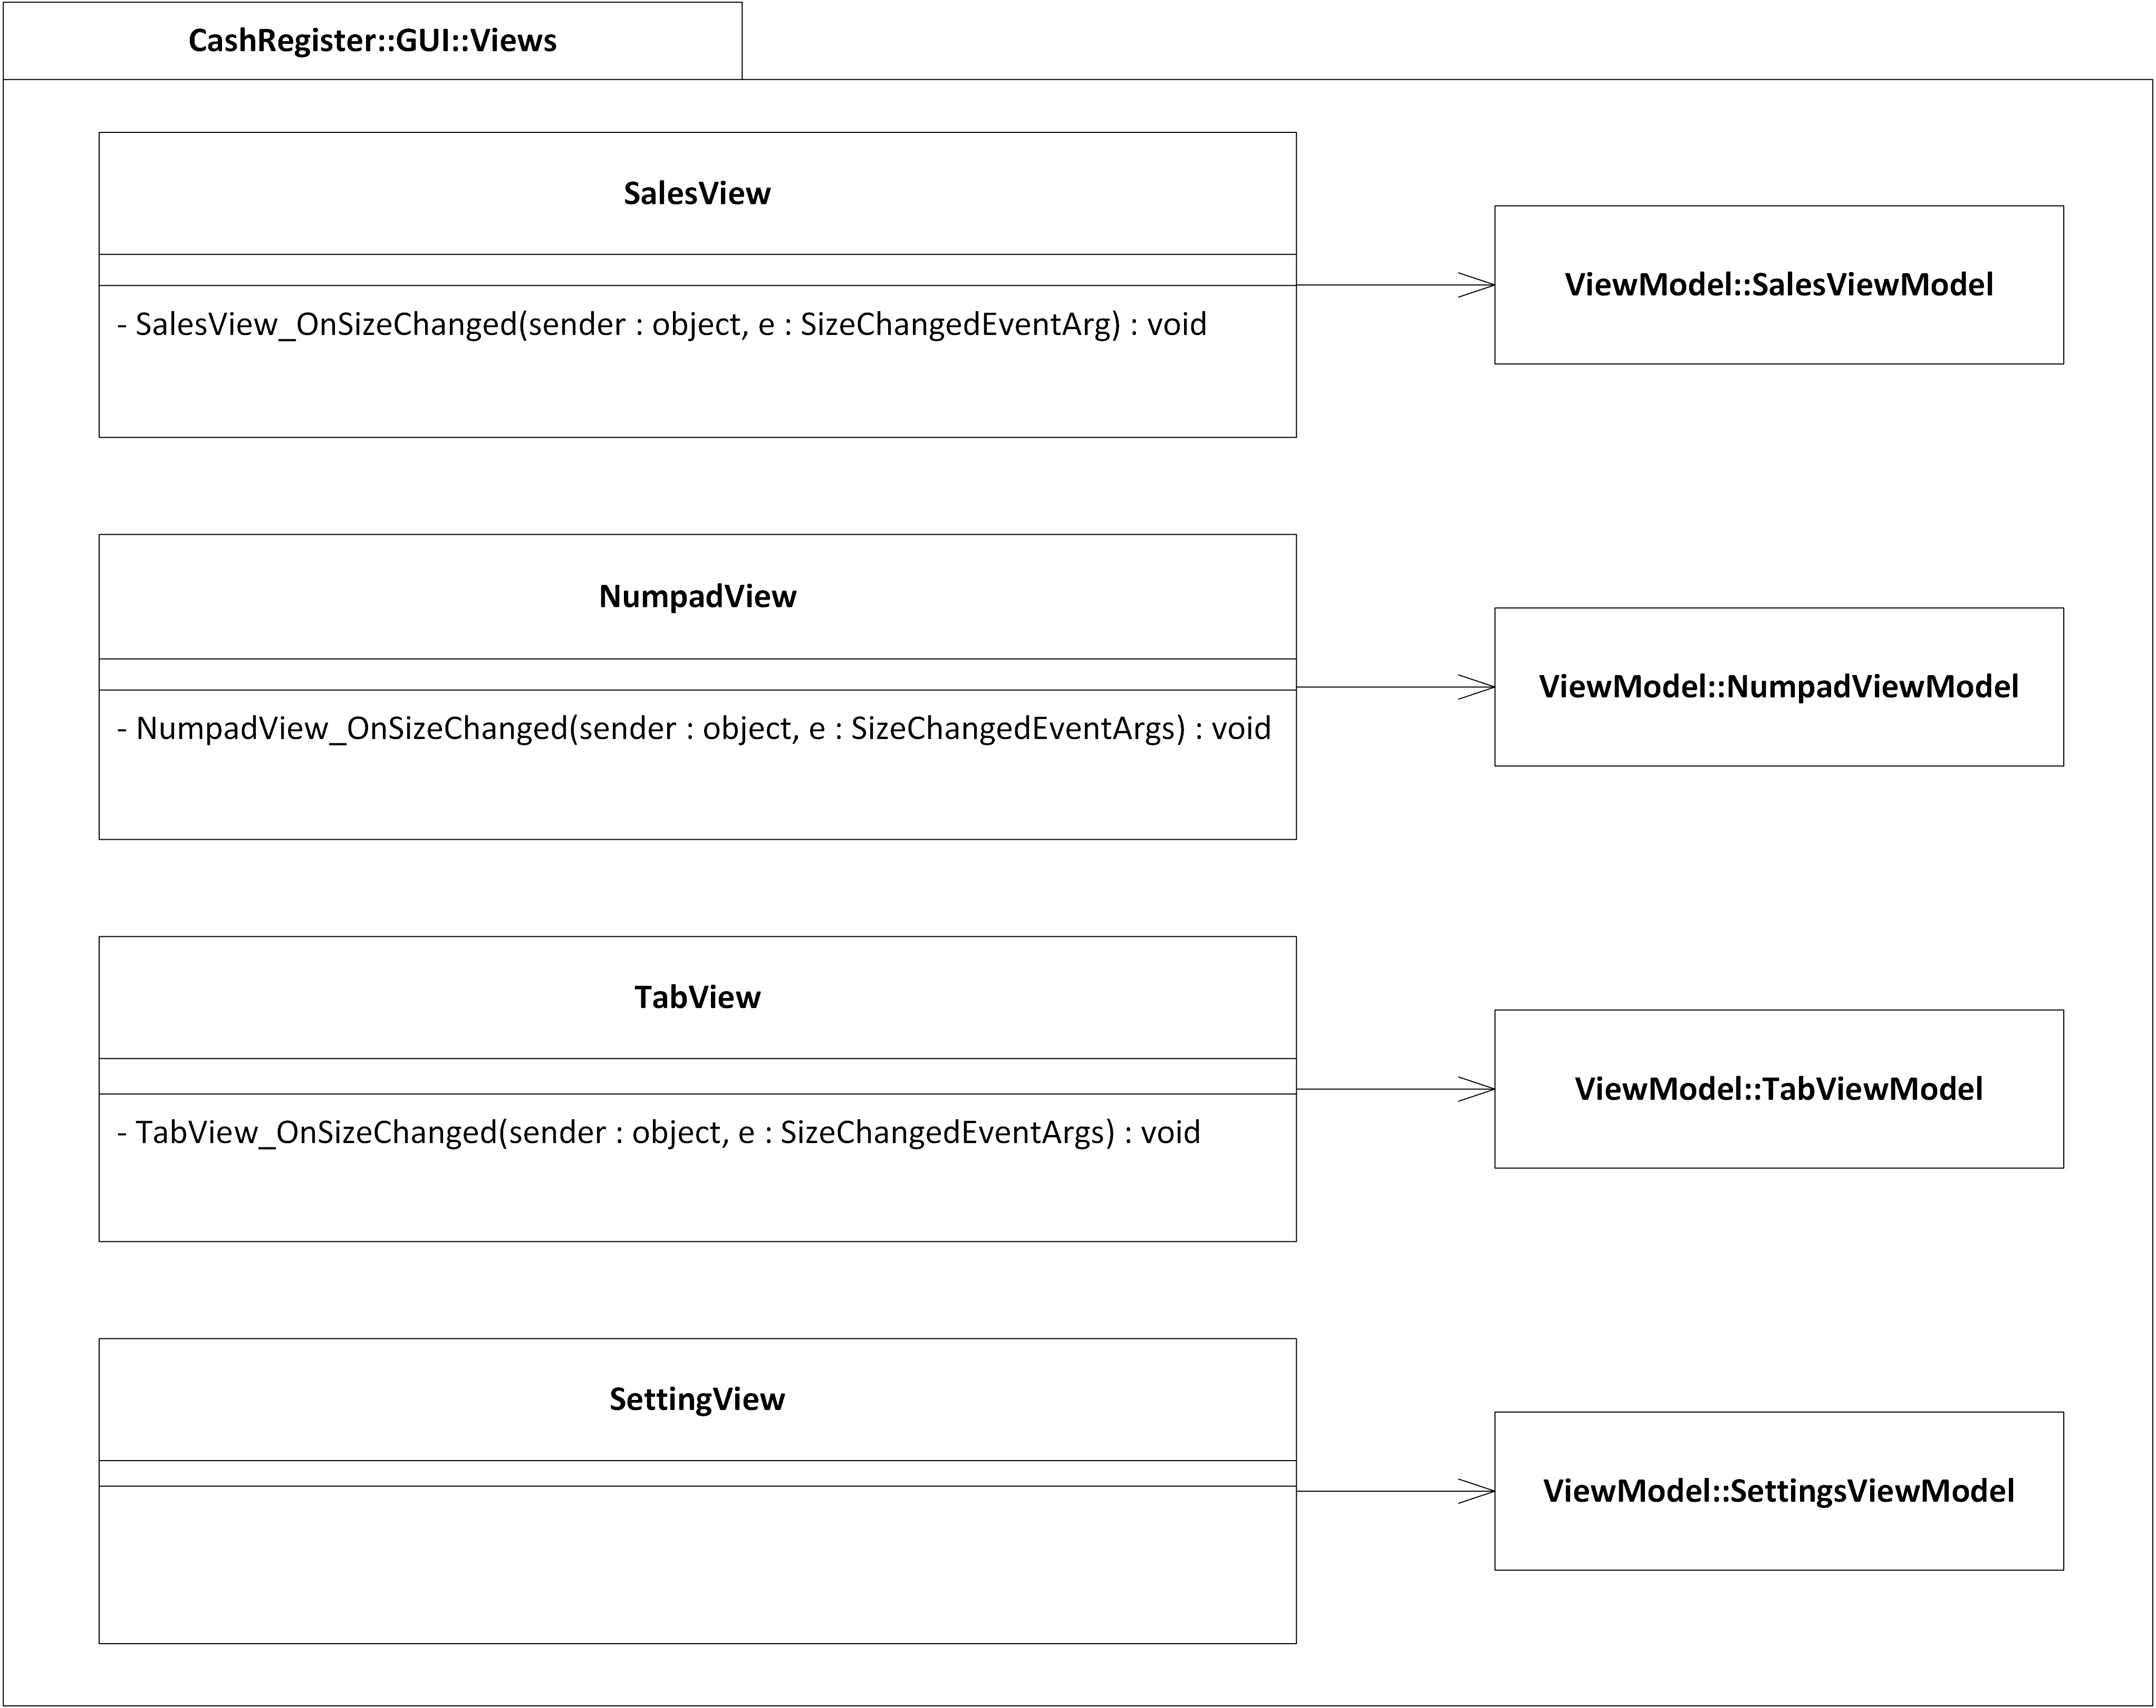 CashRegister::GUI::Views
SalesView
- SalesView_OnSizeChanged(sender : object, e : SizeChangedEventArg) : void
ViewModel::SalesViewModel
NumpadView
- NumpadView_OnSizeChanged(sender : object, e : SizeChangedEventArgs) : void
ViewModel::NumpadViewModel
TabView
- TabView_OnSizeChanged(sender : object, e : SizeChangedEventArgs) : void
ViewModel::TabViewModel
SettingView
ViewModel::SettingsViewModel